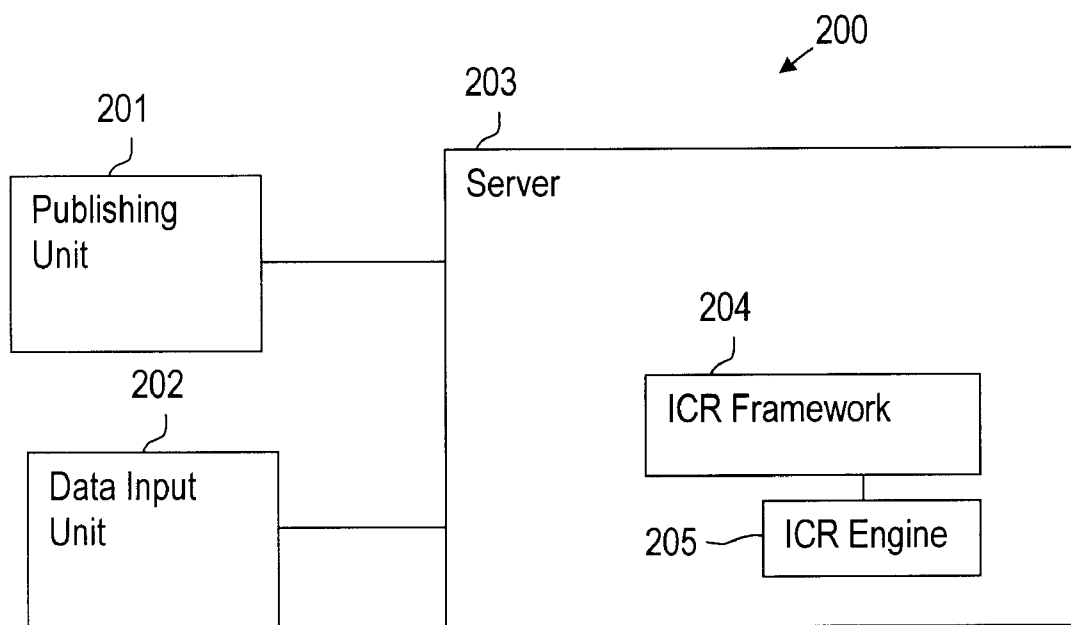 200
203
201
Server
Publishing
Unit
204
202
ICR Framework
Data Input
Unit
205
ICR Engine